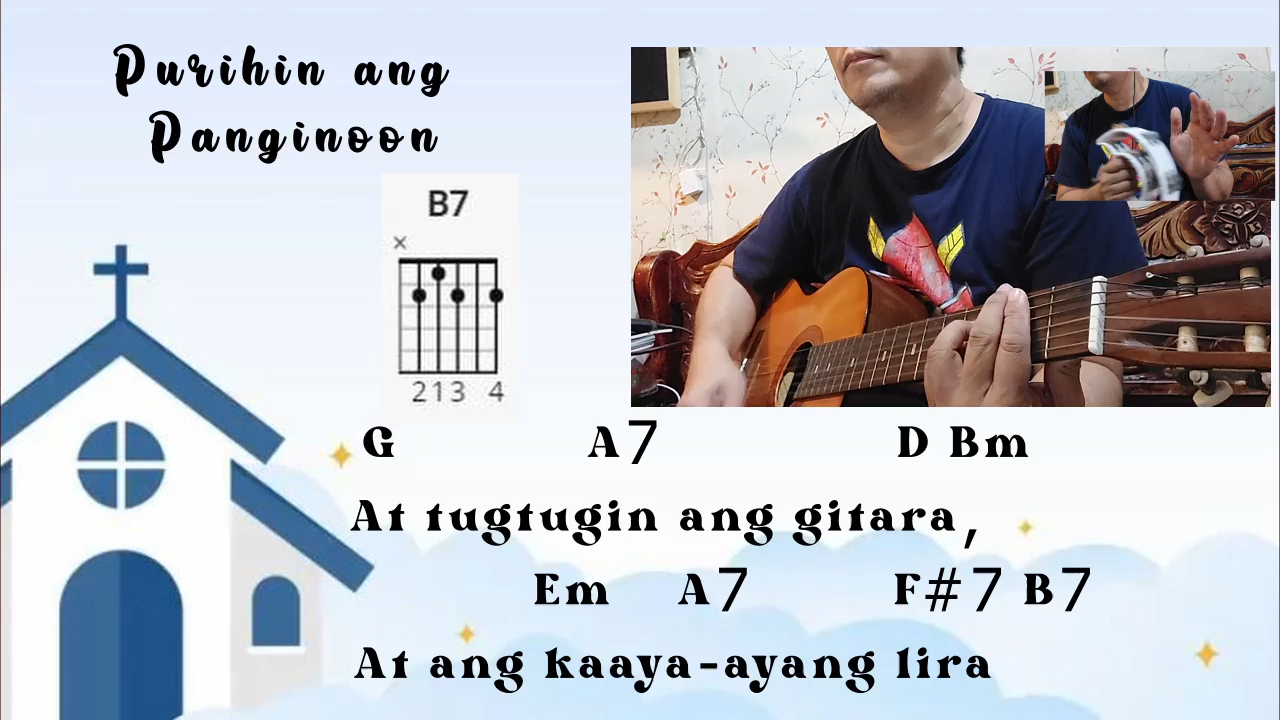 Purihin ang
Panginoon
B7
×
213 4
G A7 D Bm
At tugtugin ang gitara,
Em A7 F#7 B7
At ang kaaya-ayang lira